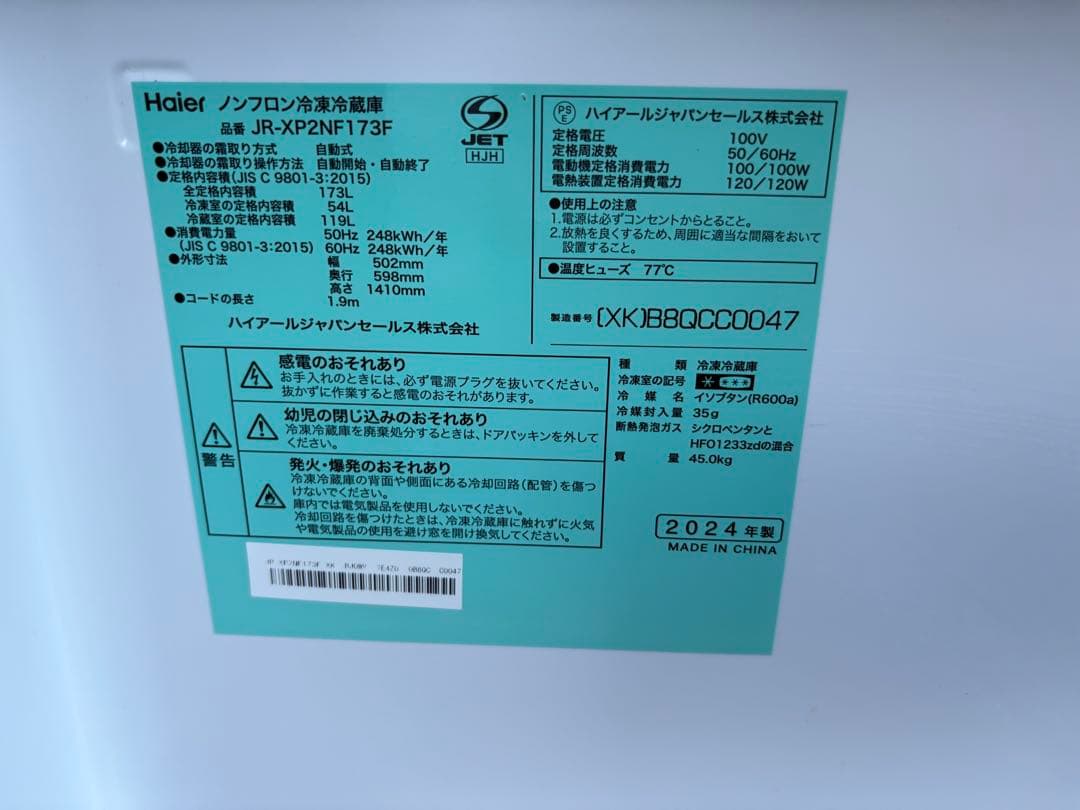 Haier ノンフロン冷凍冷蔵庫
品番 JR-XP2NF173F
JET
HJH
●冷却器の霜取り方式 自動式
●冷却器の霜取り操作方法 自動開始・自動終了
●定格内容積(JIS C 9801-3:2015)
全定格内容積 173L
冷凍室の定格内容積 54L
冷蔵室の定格内容積 119L
●消費電力量 50Hz 248kWh/年
(JIS C 9801-3:2015) 60Hz 248kWh/年
●外形寸法 幅 502mm
奥行 598mm
高さ 1410mm
●コードの長さ 1.9m
ハイアールジャパンセールス株式会社
PSE ハイアールジャパンセールス株式会社
定格電圧 100V
定格周波数 50/60Hz
電動機定格消費電力 100/100W
電熱装置定格消費電力 120/120W
●使用上の注意
1.電源は必ずコンセントからとること。
2.放熱を良くするため、周囲に適当な間隔をおいて
設置すること。
●温度ヒューズ 77℃
製造番号 (XK)B8QCC0047
警告
感電のおそれあり
お手入れのときには、必ず電源プラグを抜いてください。
抜かずに作業すると感電のおそれがあります。
幼児の閉じ込みのおそれあり
冷凍冷蔵庫を廃棄処分するときは、ドアパッキンを外して
ください。
発火・爆発のおそれあり
冷凍冷蔵庫の背面や側面にある冷却回路(配管)を傷つ
けないでください。
庫内では電気製品を使用しないでください。
冷却回路を傷つけたときは、冷凍冷蔵庫に触れずに火気
や電気製品の使用を避け窓を開け換気してください。
種類 冷凍冷蔵庫
冷凍室の記号
冷媒名 イソブタン(R600a)
冷媒封入量 35g
断熱発泡ガス シクロペンタンと
HFO1233zdの混合
質量 45.0kg
2024年製
MADE IN CHINA
XP2NF173F XK C0047